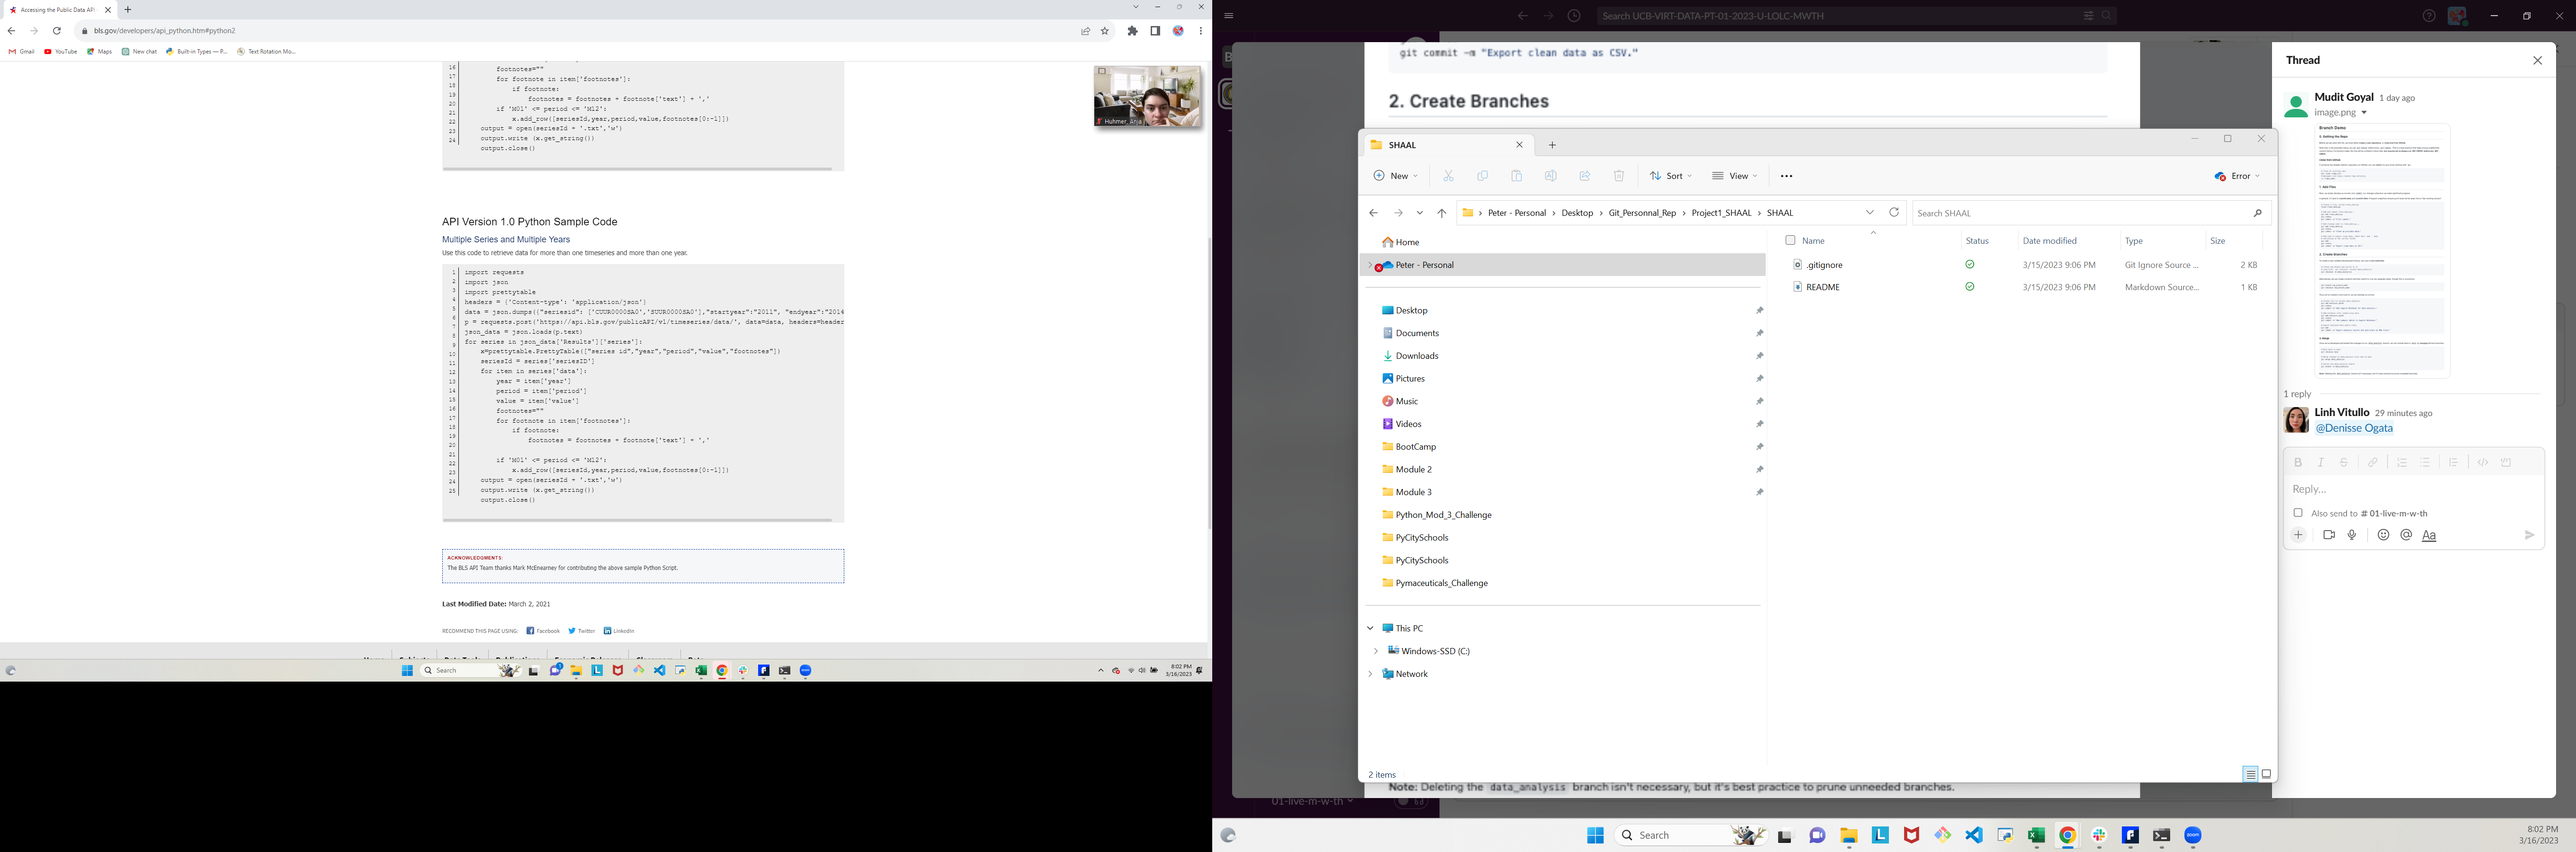 Accessing the Public Data API
bls.gov/developers/api_python.htm#python2
Gmail YouTube Maps New chat Built-in Types — P... Text Rotation Mo...
16 footnotes=""
17 for footnote in item['footnotes']:
18 if footnote:
19 footnotes = footnotes + footnote['text'] + ','
20 if 'M01' <= period <= 'M12':
21 x.add_row([seriesId,year,period,value,footnotes[0:-1]])
22 output = open(seriesId + '.txt','w')
23 output.write (x.get_string())
24 output.close()
Huhmer, Anja
API Version 1.0 Python Sample Code
Multiple Series and Multiple Years
Use this code to retrieve data for more than one timeseries and more than one year.
1 import requests
2 import json
3 import prettytable
4 headers = {'Content-type': 'application/json'}
5 data = json.dumps({"seriesid": ['CUUR0000SA0','SUUR0000SA0'],"startyear":"2011", "endyear":"2014
6 p = requests.post('https://api.bls.gov/publicAPI/v1/timeseries/data/', data=data, headers=header
7 json_data = json.loads(p.text)
8 for series in json_data['Results']['series']:
9 x=prettytable.PrettyTable(["series id","year","period","value","footnotes"])
10 seriesId = series['seriesID']
11 for item in series['data']:
12 year = item['year']
13 period = item['period']
14 value = item['value']
15 footnotes=""
16 for footnote in item['footnotes']:
17 if footnote:
18 footnotes = footnotes + footnote['text'] + ','
19
20 if 'M01' <= period <= 'M12':
21 x.add_row([seriesId,year,period,value,footnotes[0:-1]])
22 output = open(seriesId + '.txt','w')
23 output.write (x.get_string())
25 output.close()
ACKNOWLEDGMENTS:
The BLS API Team thanks Mark McEnearney for contributing the above sample Python Script.
Last Modified Date: March 2, 2021
RECOMMEND THIS PAGE USING: Facebook Twitter LinkedIn
Search
8:02 PM
3/16/2023
Search UCB-VIRT-DATA-PT-01-2023-U-LOLC-MWTH
git commit -m "Export clean data as CSV."
2. Create Branches
SHAAL
New Sort View Error
Peter - Personal > Desktop > Git_Personnal_Rep > Project1_SHAAL > SHAAL
Search SHAAL
Home
Peter - Personal
Desktop
Documents
Downloads
Pictures
Music
Videos
BootCamp
Module 2
Module 3
Python_Mod_3_Challenge
PyCitySchools
PyCitySchools
Pymaceuticals_Challenge
This PC
Windows-SSD (C:)
Network
Name Status Date modified Type Size
.gitignore 3/15/2023 9:06 PM Git Ignore Source ... 2 KB
README 3/15/2023 9:06 PM Markdown Source... 1 KB
2 items
Note: Deleting the data_analysis branch isn't necessary, but it's best practice to prune unneeded branches.
01-live-m-w-th
Thread
Mudit Goyal 1 day ago
image.png
Branch Demo
1. Add Files
2. Create Branches
1 reply
Linh Vitullo 29 minutes ago
@Denisse Ogata
Reply...
Also send to # 01-live-m-w-th
Aa
Search
8:02 PM
3/16/2023